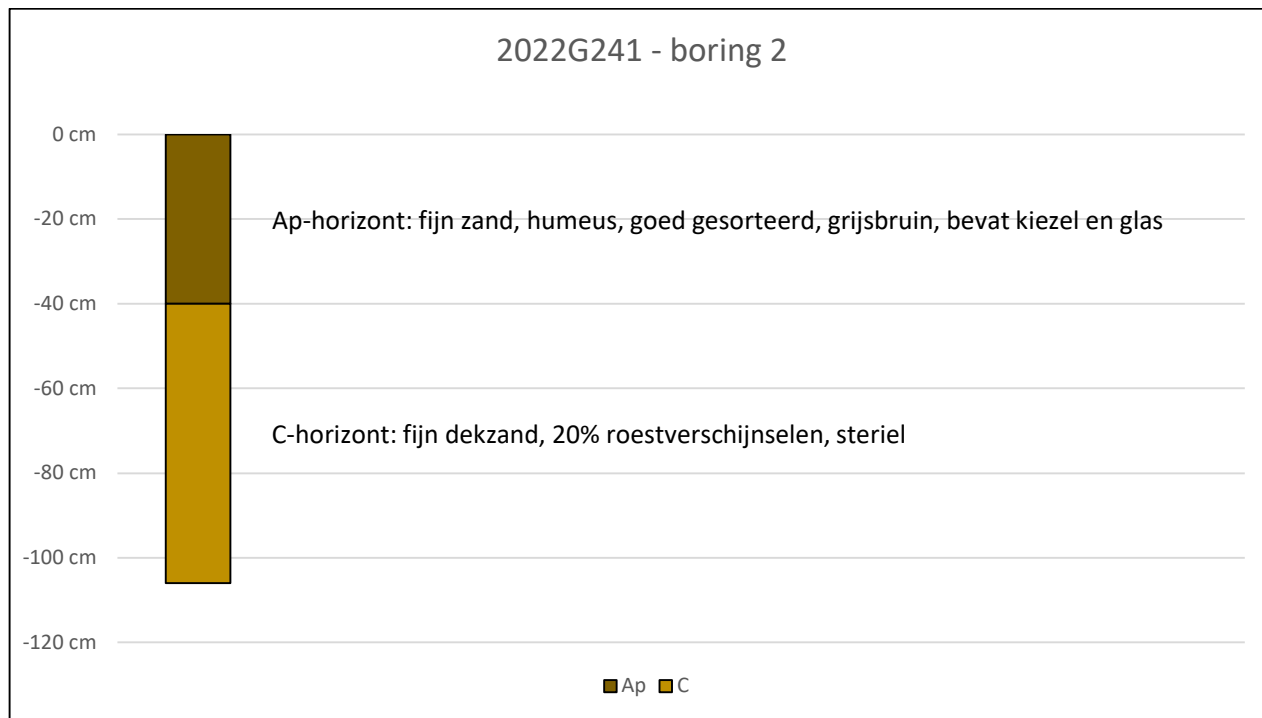 2022G241 - boring 2
0 cm
-20 cm
Ap-horizont: fijn zand, humeus, goed gesorteerd, grijsbruin, bevat kiezel en glas
-40 cm
-60 cm
C-horizont: fijn dekzand, 20% roestverschijnselen, steriel
-80 cm
-100 cm
-120 cm
Ap C